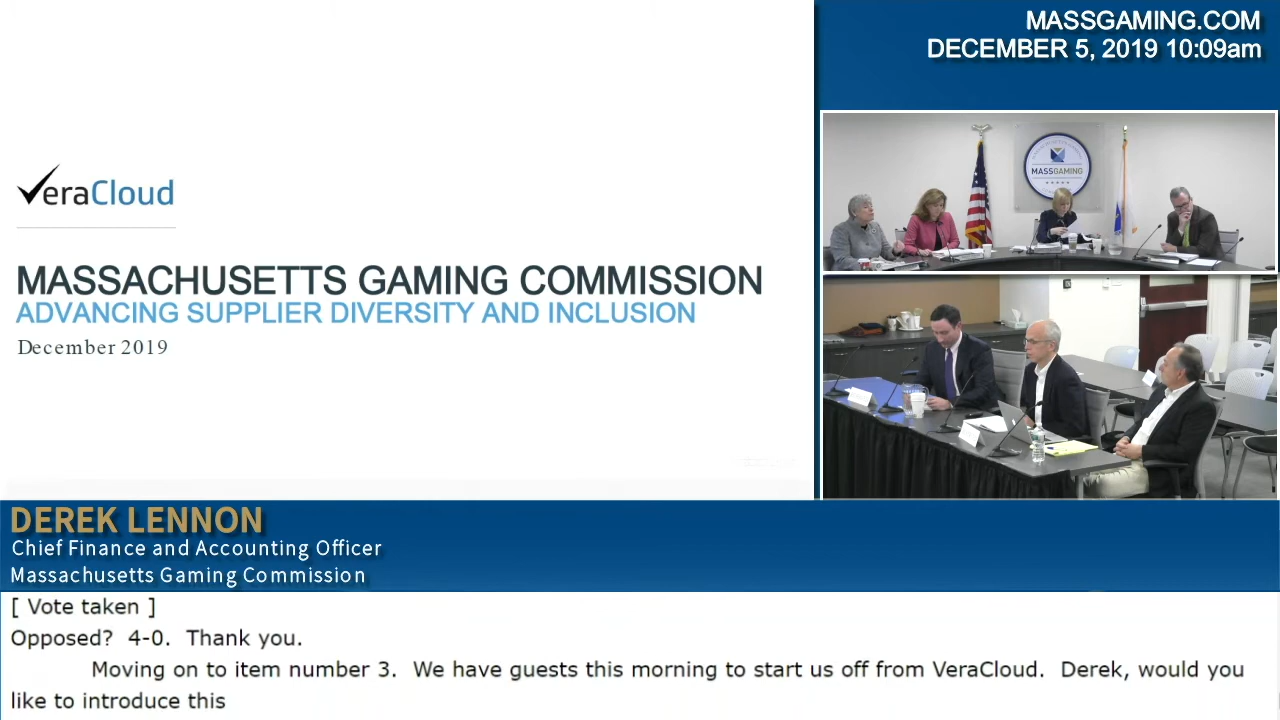 MASSGAMING.COM
DECEMBER 5, 2019 10:09am
VeraCloud
MASSACHUSETTS GAMING COMMISSION
ADVANCING SUPPLIER DIVERSITY AND INCLUSION
December 2019
MASSGAMING
DEREK LENNON
Chief Finance and Accounting Officer
Massachusetts Gaming Commission
[ Vote taken ]
Opposed? 4-0. Thank you.
Moving on to item number 3. We have guests this morning to start us off from VeraCloud. Derek, would you
like to introduce this